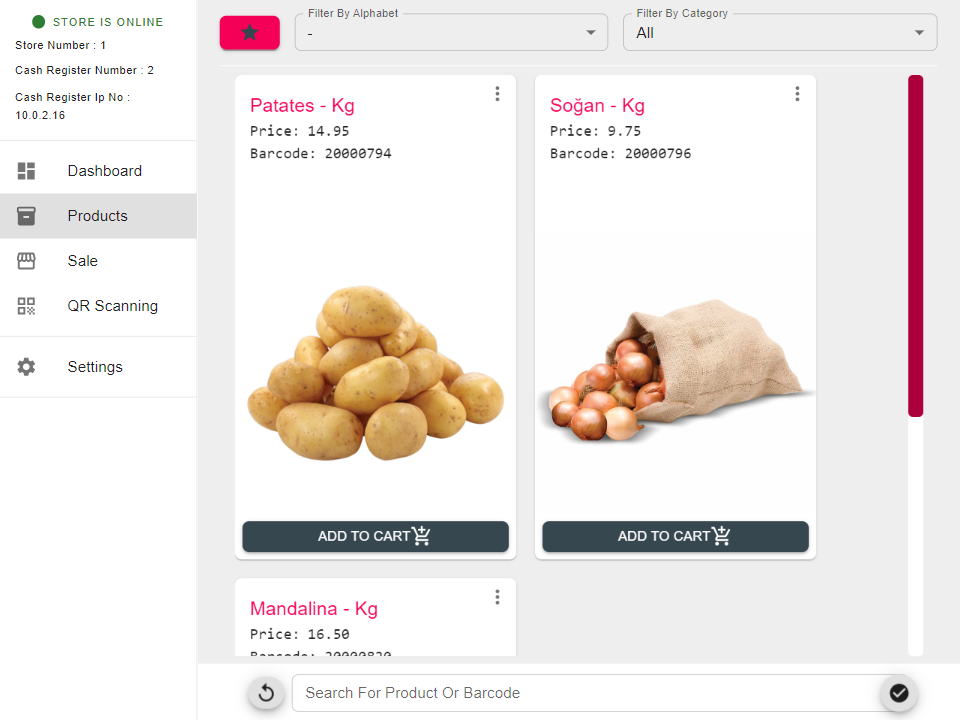 STORE IS ONLINE
Store Number : 1
Cash Register Number : 2
Cash Register Ip No :
10.0.2.16
Dashboard
Products
Sale
QR Scanning
Settings
Filter By Alphabet
-
Filter By Category
All
Patates - Kg
Price: 14.95
Barcode: 20000794
ADD TO CART
Soğan - Kg
Price: 9.75
Barcode: 20000796
ADD TO CART
Mandalina - Kg
Price: 16.50
Barcode: 20000820
Search For Product Or Barcode